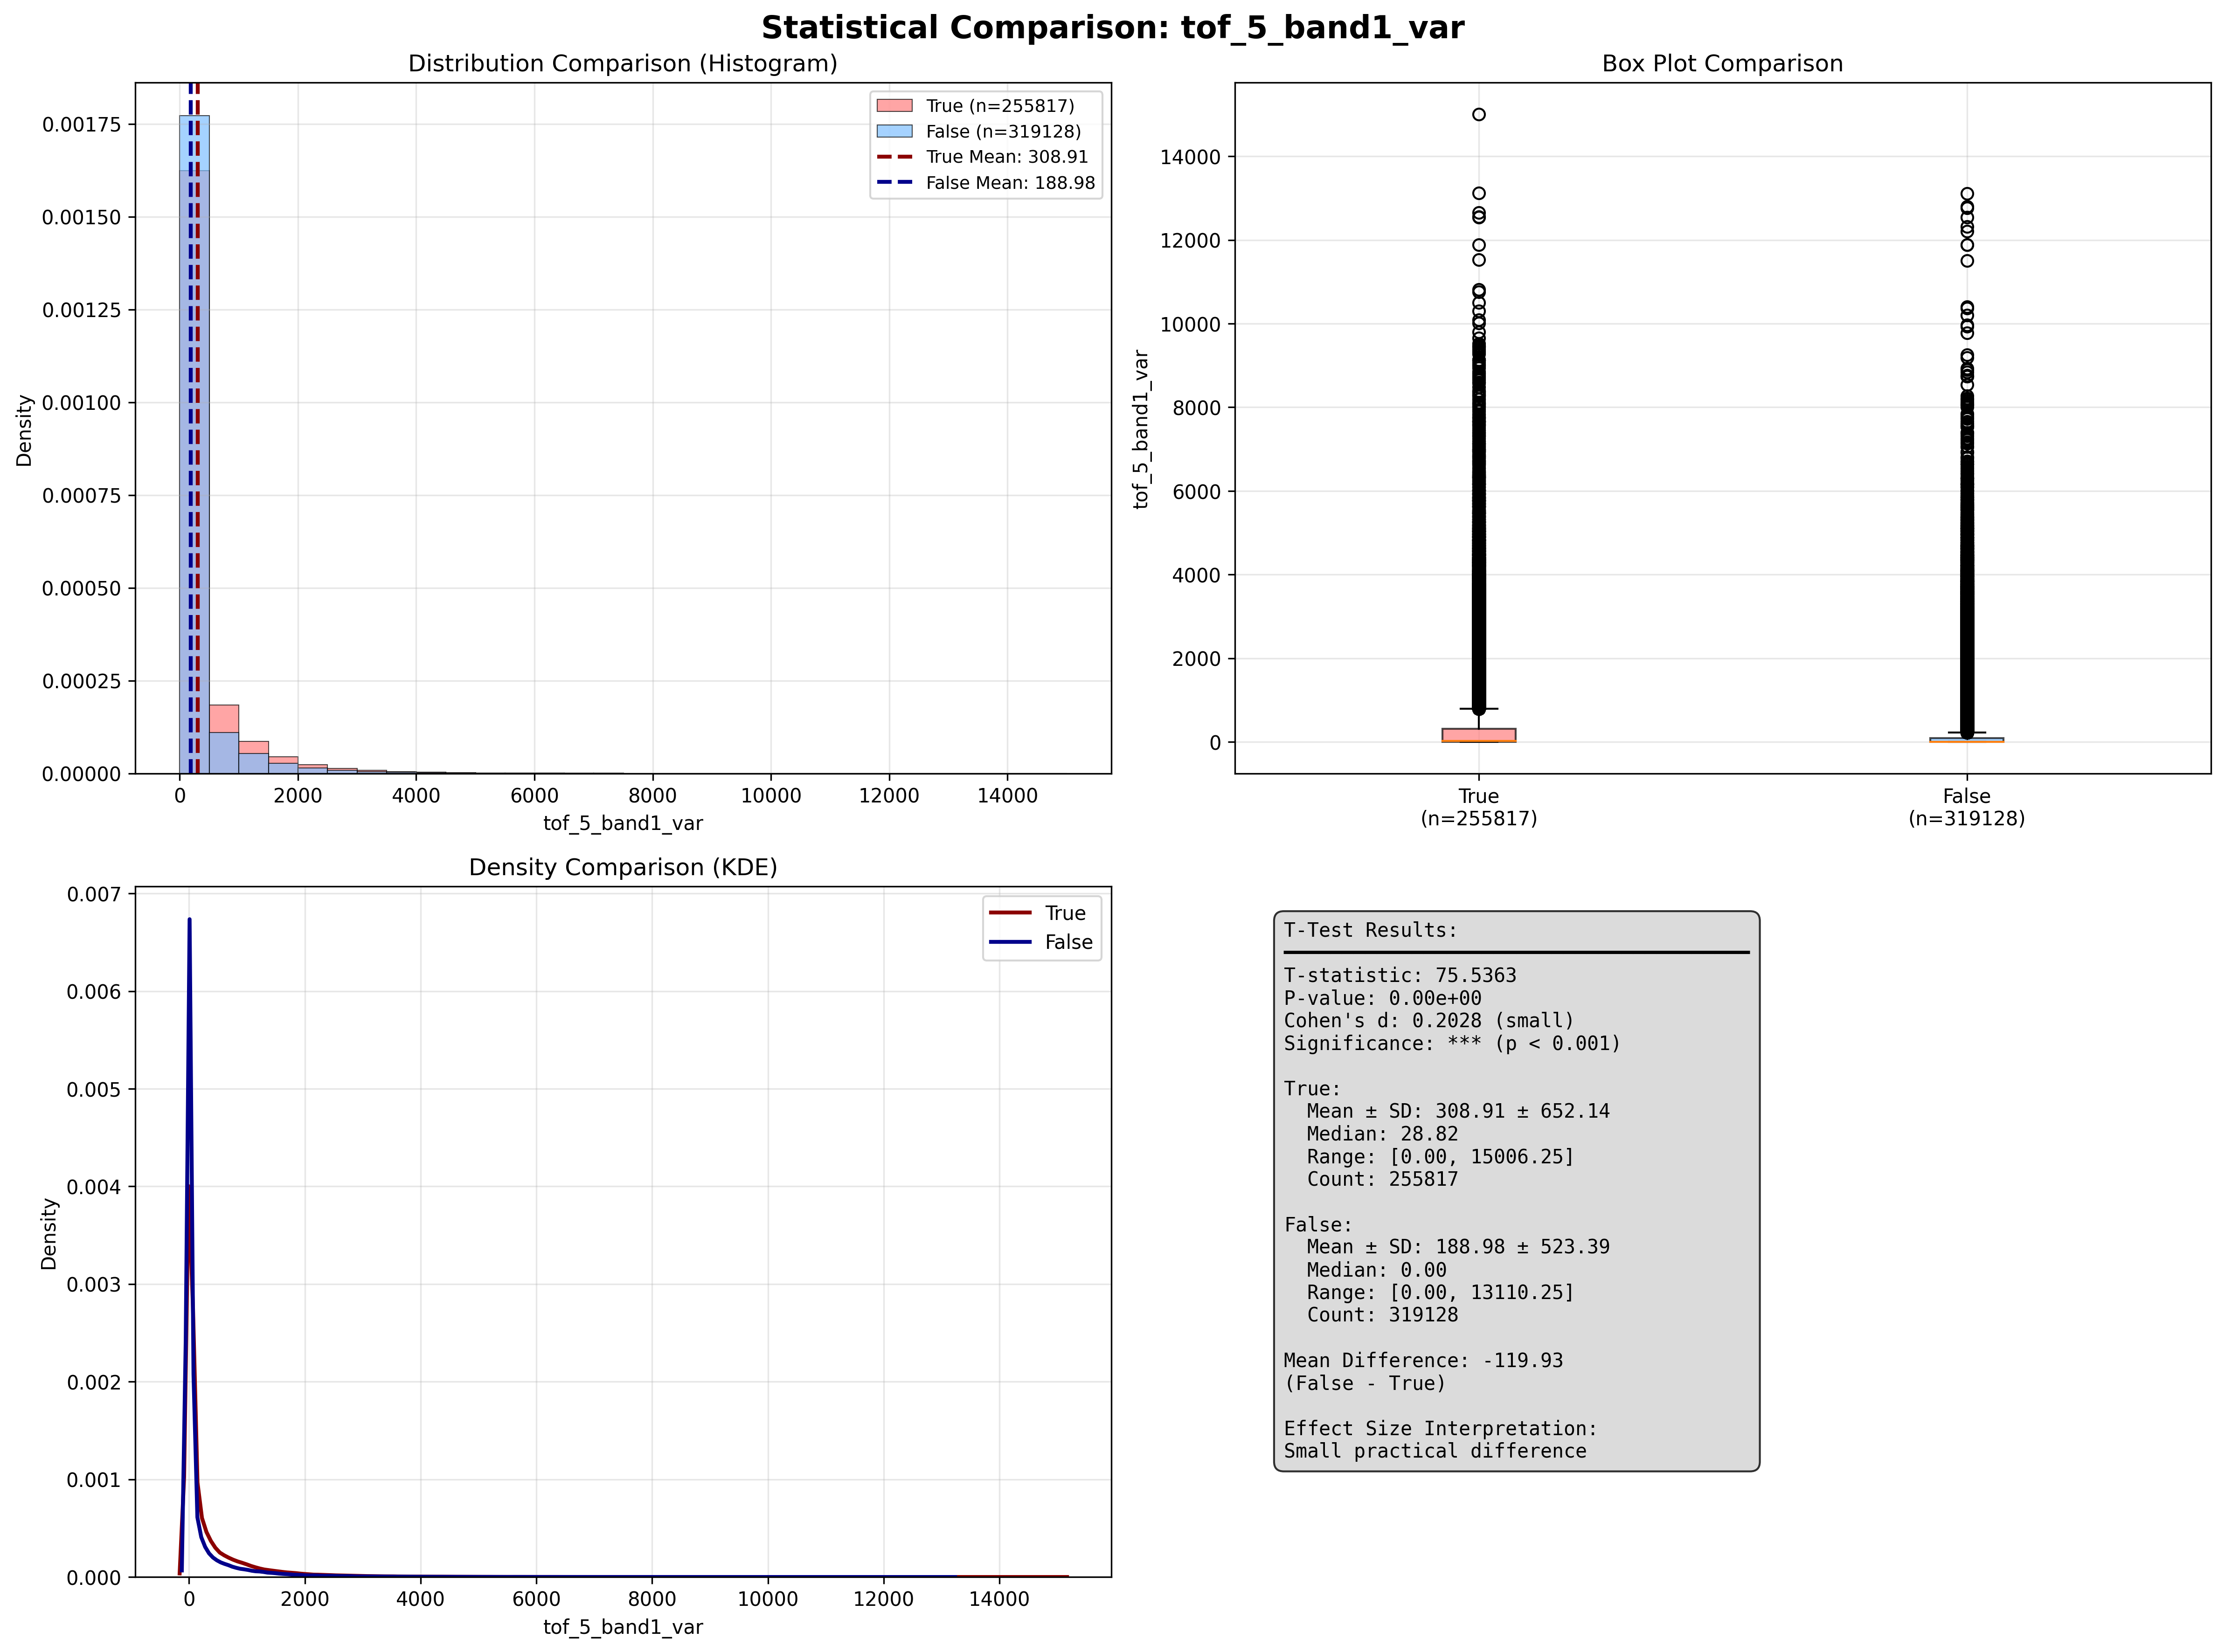 Statistical Comparison: tof_5_band1_var
Distribution Comparison (Histogram)
Density
0.00175
0.00150
0.00125
0.00100
0.00075
0.00050
0.00025
0.00000
0 2000 4000 6000 8000 10000 12000 14000
tof_5_band1_var
True (n=255817)
False (n=319128)
True Mean: 308.91
False Mean: 188.98
Box Plot Comparison
tof_5_band1_var
14000
12000
10000
8000
6000
4000
2000
0
True
(n=255817)
False
(n=319128)
Density Comparison (KDE)
Density
0.007
0.006
0.005
0.004
0.003
0.002
0.001
0.000
0 2000 4000 6000 8000 10000 12000 14000
tof_5_band1_var
True
False
T-Test Results:
T-statistic: 75.5363
P-value: 0.00e+00
Cohen's d: 0.2028 (small)
Significance: *** (p < 0.001)
True:
Mean ± SD: 308.91 ± 652.14
Median: 28.82
Range: [0.00, 15006.25]
Count: 255817
False:
Mean ± SD: 188.98 ± 523.39
Median: 0.00
Range: [0.00, 13110.25]
Count: 319128
Mean Difference: -119.93
(False - True)
Effect Size Interpretation:
Small practical difference